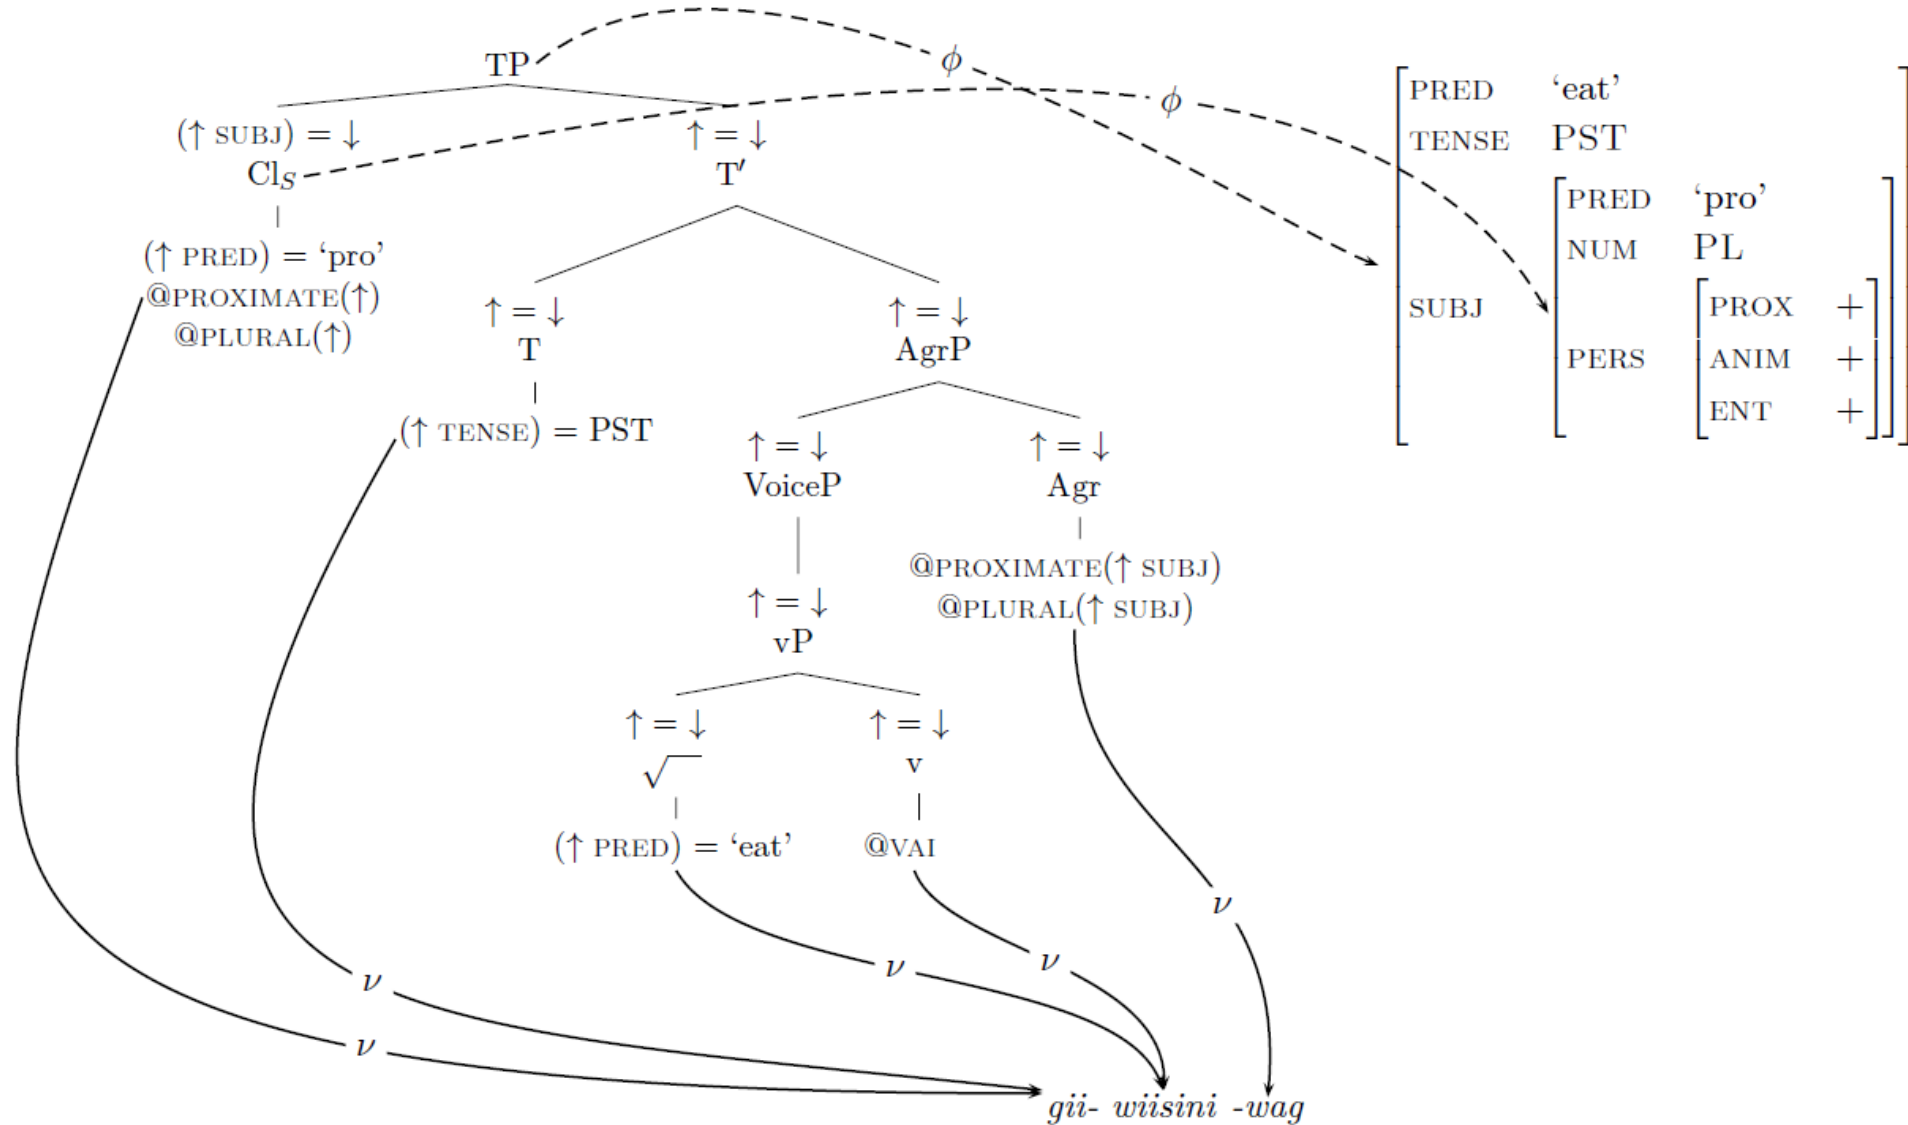 TP
ϕ
ϕ
(↑ SUBJ) = ↓
Cl_S
(↑ PRED) = ‘pro’
@PROXIMATE(↑)
@PLURAL(↑)
↑ = ↓
T′
↑ = ↓
T
(↑ TENSE) = PST
↑ = ↓
AgrP
↑ = ↓
VoiceP
↑ = ↓
Agr
@PROXIMATE(↑ SUBJ)
@PLURAL(↑ SUBJ)
↑ = ↓
vP
↑ = ↓
√
(↑ PRED) = ‘eat’
↑ = ↓
v
@VAI
ν
ν
ν
ν
ν
gii- wiisini -wag
PRED ‘eat’
TENSE PST
SUBJ
PRED ‘pro’
NUM PL
PERS
PROX +
ANIM +
ENT +